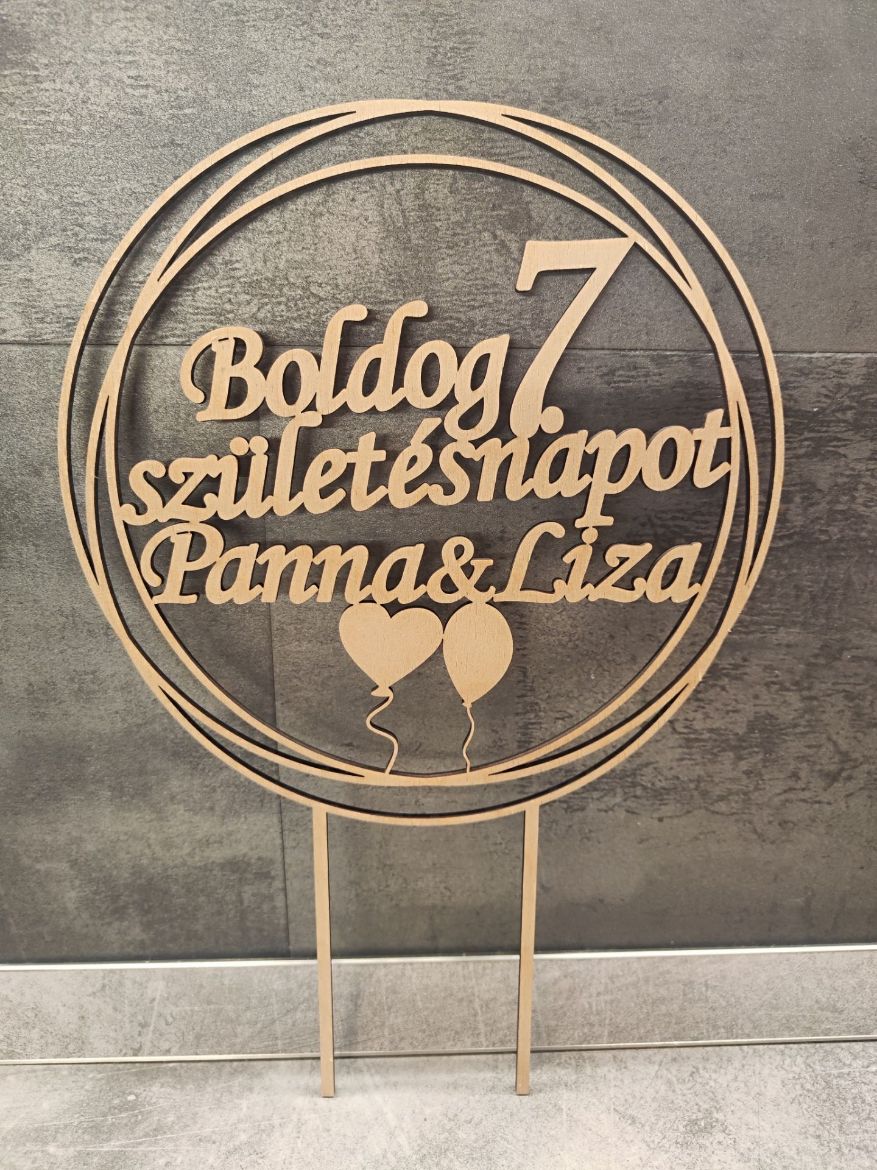 Boldog 7.
születésnapot
Panna&Liza